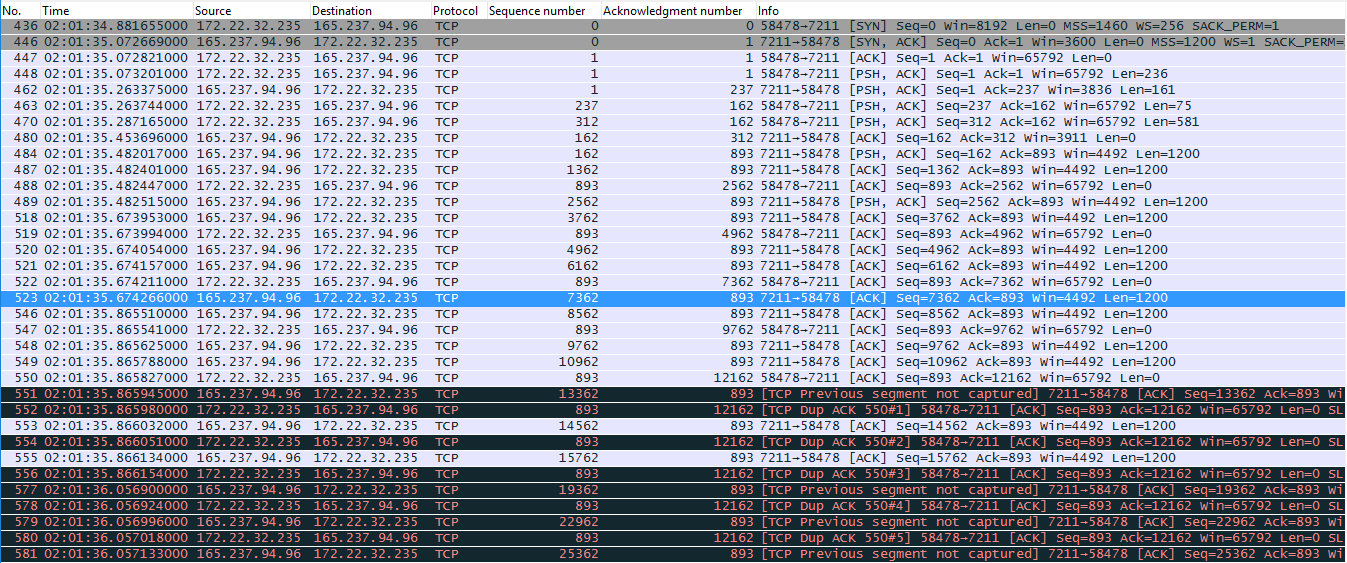 No. Time Source Destination Protocol Sequence number Acknowledgment number Info
436 02:01:34.881655000 172.22.32.235 165.237.94.96 TCP 0 0 58478→7211 [SYN] Seq=0 Win=8192 Len=0 MSS=1460 WS=256 SACK_PERM=1
446 02:01:35.072669000 165.237.94.96 172.22.32.235 TCP 0 1 7211→58478 [SYN, ACK] Seq=0 Ack=1 Win=3600 Len=0 MSS=1200 WS=1 SACK_PERM=
447 02:01:35.072821000 172.22.32.235 165.237.94.96 TCP 1 1 58478→7211 [ACK] Seq=1 Ack=1 Win=65792 Len=0
448 02:01:35.073201000 172.22.32.235 165.237.94.96 TCP 1 1 58478→7211 [PSH, ACK] Seq=1 Ack=1 Win=65792 Len=236
462 02:01:35.263375000 165.237.94.96 172.22.32.235 TCP 1 237 7211→58478 [PSH, ACK] Seq=1 Ack=237 Win=3836 Len=161
463 02:01:35.263744000 172.22.32.235 165.237.94.96 TCP 237 162 58478→7211 [PSH, ACK] Seq=237 Ack=162 Win=65792 Len=75
470 02:01:35.287165000 172.22.32.235 165.237.94.96 TCP 312 162 58478→7211 [PSH, ACK] Seq=312 Ack=162 Win=65792 Len=581
480 02:01:35.453696000 165.237.94.96 172.22.32.235 TCP 162 312 7211→58478 [ACK] Seq=162 Ack=312 Win=3911 Len=0
484 02:01:35.482017000 165.237.94.96 172.22.32.235 TCP 162 893 7211→58478 [PSH, ACK] Seq=162 Ack=893 Win=4492 Len=1200
487 02:01:35.482401000 165.237.94.96 172.22.32.235 TCP 1362 893 7211→58478 [ACK] Seq=1362 Ack=893 Win=4492 Len=1200
488 02:01:35.482447000 172.22.32.235 165.237.94.96 TCP 893 2562 58478→7211 [ACK] Seq=893 Ack=2562 Win=65792 Len=0
489 02:01:35.482515000 165.237.94.96 172.22.32.235 TCP 2562 893 7211→58478 [PSH, ACK] Seq=2562 Ack=893 Win=4492 Len=1200
518 02:01:35.673953000 165.237.94.96 172.22.32.235 TCP 3762 893 7211→58478 [ACK] Seq=3762 Ack=893 Win=4492 Len=1200
519 02:01:35.673994000 172.22.32.235 165.237.94.96 TCP 893 4962 58478→7211 [ACK] Seq=893 Ack=4962 Win=65792 Len=0
520 02:01:35.674054000 165.237.94.96 172.22.32.235 TCP 4962 893 7211→58478 [ACK] Seq=4962 Ack=893 Win=4492 Len=1200
521 02:01:35.674157000 165.237.94.96 172.22.32.235 TCP 6162 893 7211→58478 [ACK] Seq=6162 Ack=893 Win=4492 Len=1200
522 02:01:35.674211000 172.22.32.235 165.237.94.96 TCP 893 7362 58478→7211 [ACK] Seq=893 Ack=7362 Win=65792 Len=0
523 02:01:35.674266000 165.237.94.96 172.22.32.235 TCP 7362 893 7211→58478 [ACK] Seq=7362 Ack=893 Win=4492 Len=1200
546 02:01:35.865510000 165.237.94.96 172.22.32.235 TCP 8562 893 7211→58478 [ACK] Seq=8562 Ack=893 Win=4492 Len=1200
547 02:01:35.865541000 172.22.32.235 165.237.94.96 TCP 893 9762 58478→7211 [ACK] Seq=893 Ack=9762 Win=65792 Len=0
548 02:01:35.865625000 165.237.94.96 172.22.32.235 TCP 9762 893 7211→58478 [ACK] Seq=9762 Ack=893 Win=4492 Len=1200
549 02:01:35.865788000 165.237.94.96 172.22.32.235 TCP 10962 893 7211→58478 [ACK] Seq=10962 Ack=893 Win=4492 Len=1200
550 02:01:35.865827000 172.22.32.235 165.237.94.96 TCP 893 12162 58478→7211 [ACK] Seq=893 Ack=12162 Win=65792 Len=0
551 02:01:35.865945000 165.237.94.96 172.22.32.235 TCP 13362 893 [TCP Previous segment not captured] 7211→58478 [ACK] Seq=13362 Ack=893 Wi
552 02:01:35.865980000 172.22.32.235 165.237.94.96 TCP 893 12162 [TCP Dup ACK 550#1] 58478→7211 [ACK] Seq=893 Ack=12162 Win=65792 Len=0 SL
553 02:01:35.866032000 165.237.94.96 172.22.32.235 TCP 14562 893 7211→58478 [ACK] Seq=14562 Ack=893 Win=4492 Len=1200
554 02:01:35.866051000 172.22.32.235 165.237.94.96 TCP 893 12162 [TCP Dup ACK 550#2] 58478→7211 [ACK] Seq=893 Ack=12162 Win=65792 Len=0 SL
555 02:01:35.866134000 165.237.94.96 172.22.32.235 TCP 15762 893 7211→58478 [ACK] Seq=15762 Ack=893 Win=4492 Len=1200
556 02:01:35.866154000 172.22.32.235 165.237.94.96 TCP 893 12162 [TCP Dup ACK 550#3] 58478→7211 [ACK] Seq=893 Ack=12162 Win=65792 Len=0 SL
577 02:01:36.056900000 165.237.94.96 172.22.32.235 TCP 19362 893 [TCP Previous segment not captured] 7211→58478 [ACK] Seq=19362 Ack=893 Wi
578 02:01:36.056924000 172.22.32.235 165.237.94.96 TCP 893 12162 [TCP Dup ACK 550#4] 58478→7211 [ACK] Seq=893 Ack=12162 Win=65792 Len=0 SL
579 02:01:36.056996000 165.237.94.96 172.22.32.235 TCP 22962 893 [TCP Previous segment not captured] 7211→58478 [ACK] Seq=22962 Ack=893 Wi
580 02:01:36.057018000 172.22.32.235 165.237.94.96 TCP 893 12162 [TCP Dup ACK 550#5] 58478→7211 [ACK] Seq=893 Ack=12162 Win=65792 Len=0 SL
581 02:01:36.057133000 165.237.94.96 172.22.32.235 TCP 25362 893 [TCP Previous segment not captured] 7211→58478 [ACK] Seq=25362 Ack=893 Wi